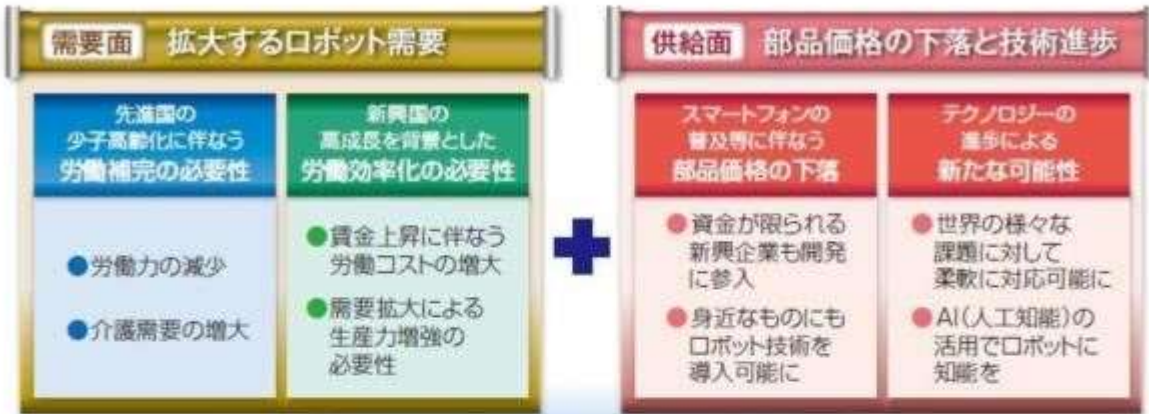 需要面 拡大するロボット需要
先進国の
少子高齢化に伴なう
労働補完の必要性
●労働力の減少
●介護需要の増大
新興国の
高成長を背景とした
労働効率化の必要性
●賃金上昇に伴なう
労働コストの増大
●需要拡大による
生産力増強の
必要性
供給面 部品価格の下落と技術進歩
スマートフォンの
普及等に伴なう
部品価格の下落
●資金が限られる
新興企業も開発
に参入
●身近なものにも
ロボット技術を
導入可能に
テクノロジーの
進歩による
新たな可能性
●世界の様々な
課題に対して
柔軟に対応可能に
●AI(人工知能)の
活用でロボットに
知能を